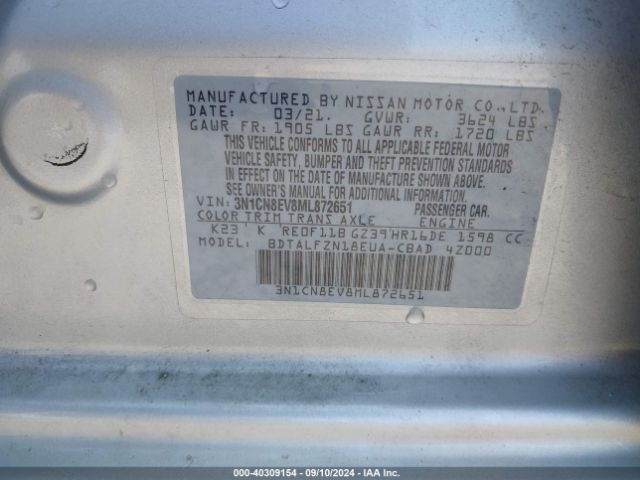 MANUFACTURED BY NISSAN MOTOR CO.,LTD.
DATE: 03/21. GVWR: 3624 LBS
GAWR FR: 1905 LBS GAWR RR: 1720 LBS
THIS VEHICLE CONFORMS TO ALL APPLICABLE FEDERAL MOTOR
VEHICLE SAFETY, BUMPER AND THEFT PREVENTION STANDARDS
IN EFFECT ON THE DATE OF MANUFACTURE SHOWN ABOVE.
SEE OWNER'S MANUAL FOR ADDITIONAL INFORMATION.
VIN: 3N1CN8EV8ML872651 PASSENGER CAR.
COLOR TRIM TRANS AXLE ENGINE
K23 K RE0F11B GZ39 HR16DE 1598 CC
MODEL: BDTALFZN18EUA-CBAD 4Z000
3N1CN8EV8ML872651
000-40309154 - 09/10/2024 - IAA Inc.